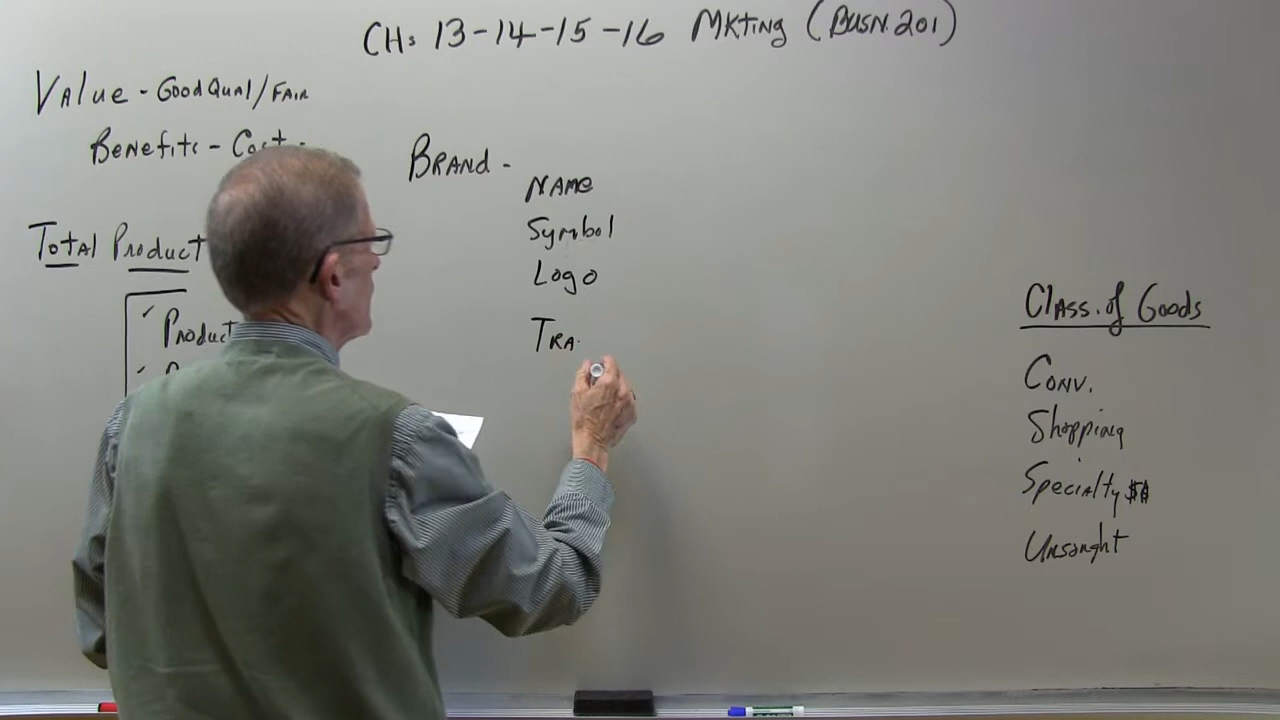 CH: 13-14-15-16 MKting (BUSN.201)
Value - Good Qual/FAIR
Benefits - Cost
Total Product
✓ Product
BRAND -
NAME
Symbol
Logo
TRA
Class. of Goods
Conv.
Shopping
Specialty $
Unsought